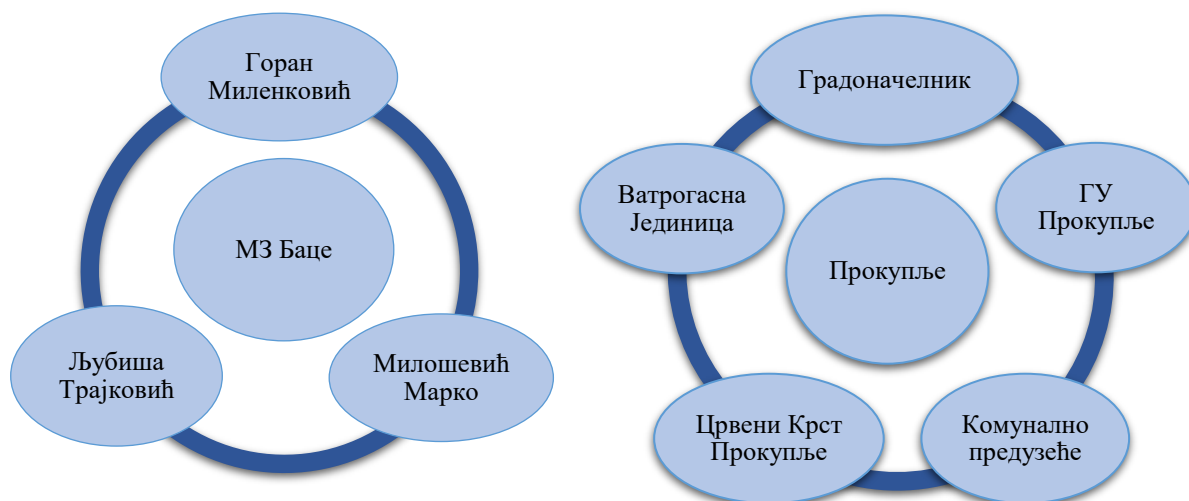 Горан
Миленковић
МЗ Баце
Љубиша
Трајковић
Милошевић
Марко
Градоначелник
Ватрогасна
Јединица
ГУ
Прокупље
Прокупље
Црвени Крст
Прокупље
Комунално
предузеће